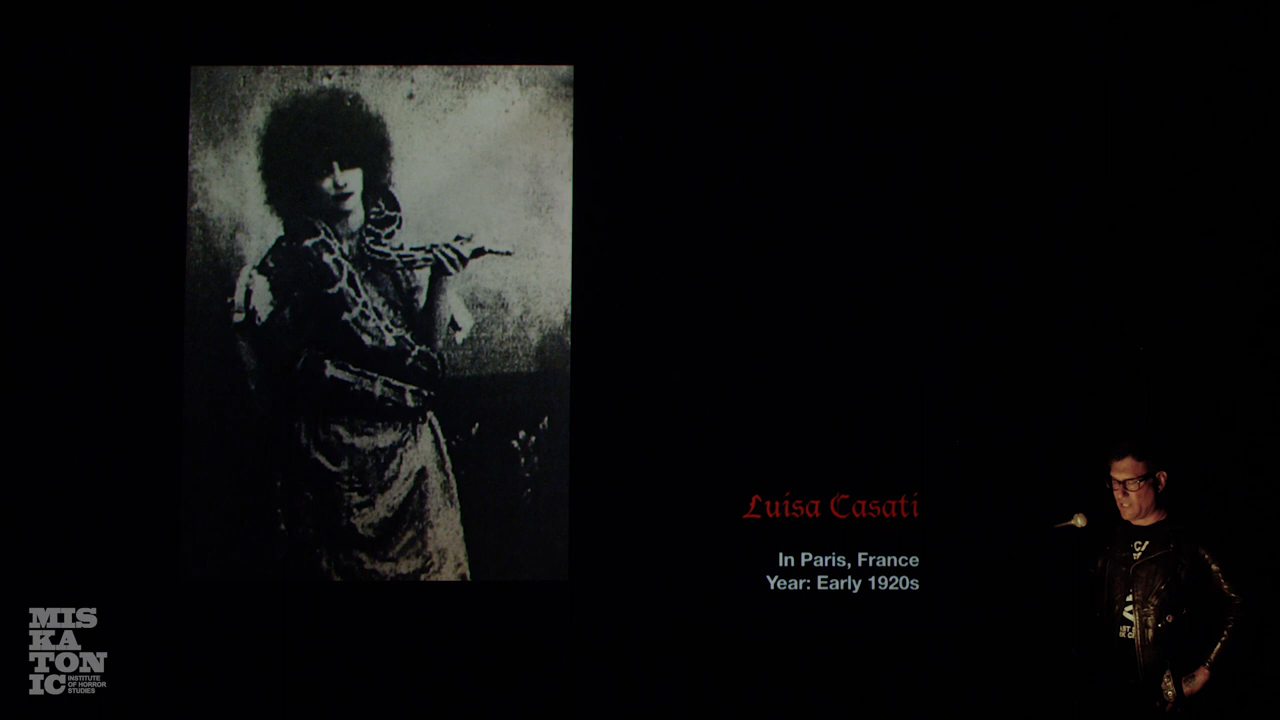 Luisa Casati
In Paris, France
Year: Early 1920s
MIS
KA
TON
IC
INSTITUTE
OF HORROR
STUDIES